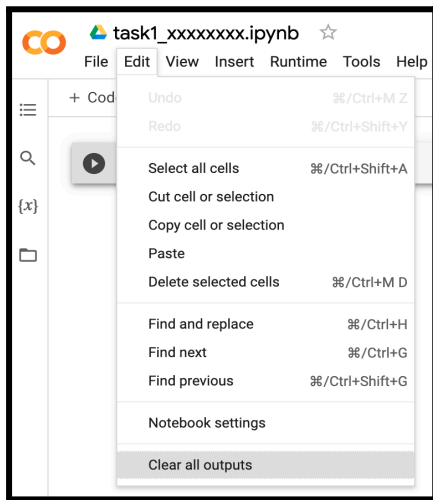 task1_xxxxxxxx.ipynb
File Edit View Insert Runtime Tools Help
+ Cod
Undo ⌘/Ctrl+M Z
Redo ⌘/Ctrl+Shift+Y
Select all cells ⌘/Ctrl+Shift+A
Cut cell or selection
Copy cell or selection
Paste
Delete selected cells ⌘/Ctrl+M D
{x}
Find and replace ⌘/Ctrl+H
Find next ⌘/Ctrl+G
Find previous ⌘/Ctrl+Shift+G
Notebook settings
Clear all outputs